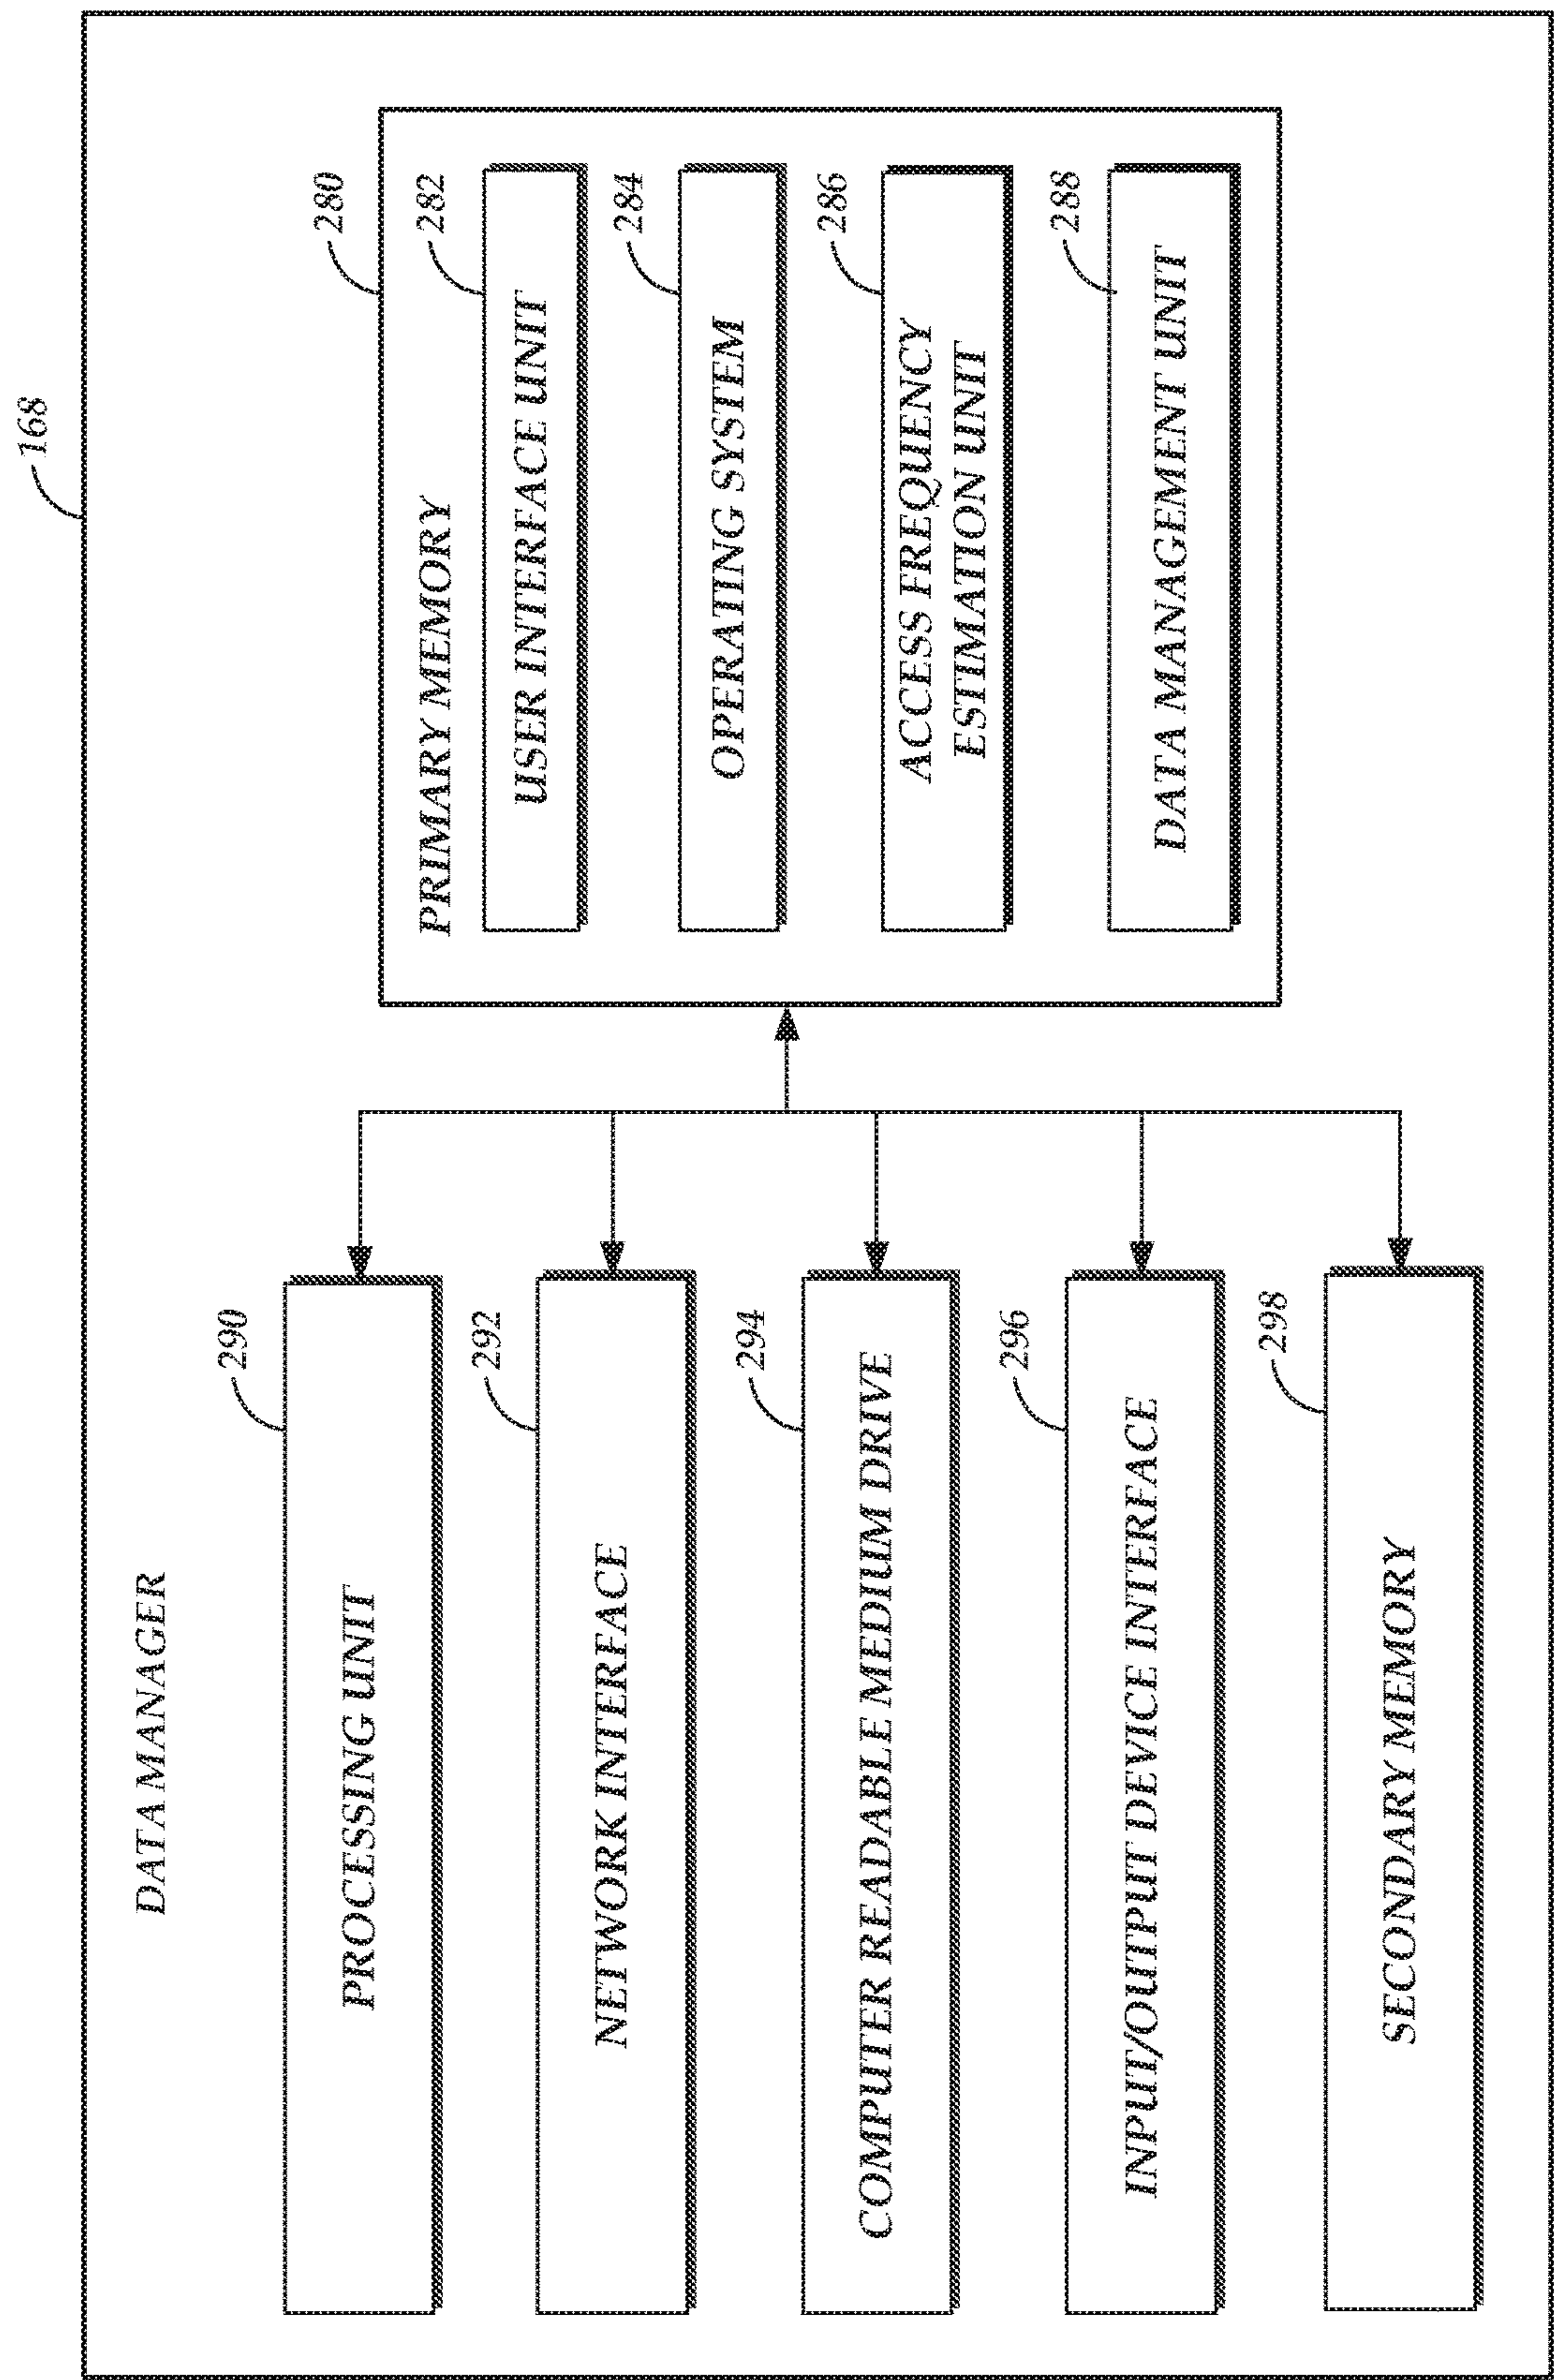 168
DATA MANAGER
290
PROCESSING UNIT
292
NETWORK INTERFACE
294
COMPUTER READABLE MEDIUM DRIVE
296
INPUT/OUTPUT DEVICE INTERFACE
298
SECONDARY MEMORY
280
PRIMARY MEMORY
282
USER INTERFACE UNIT
284
OPERATING SYSTEM
286
ACCESS FREQUENCY
ESTIMATION UNIT
288
DATA MANAGEMENT UNIT